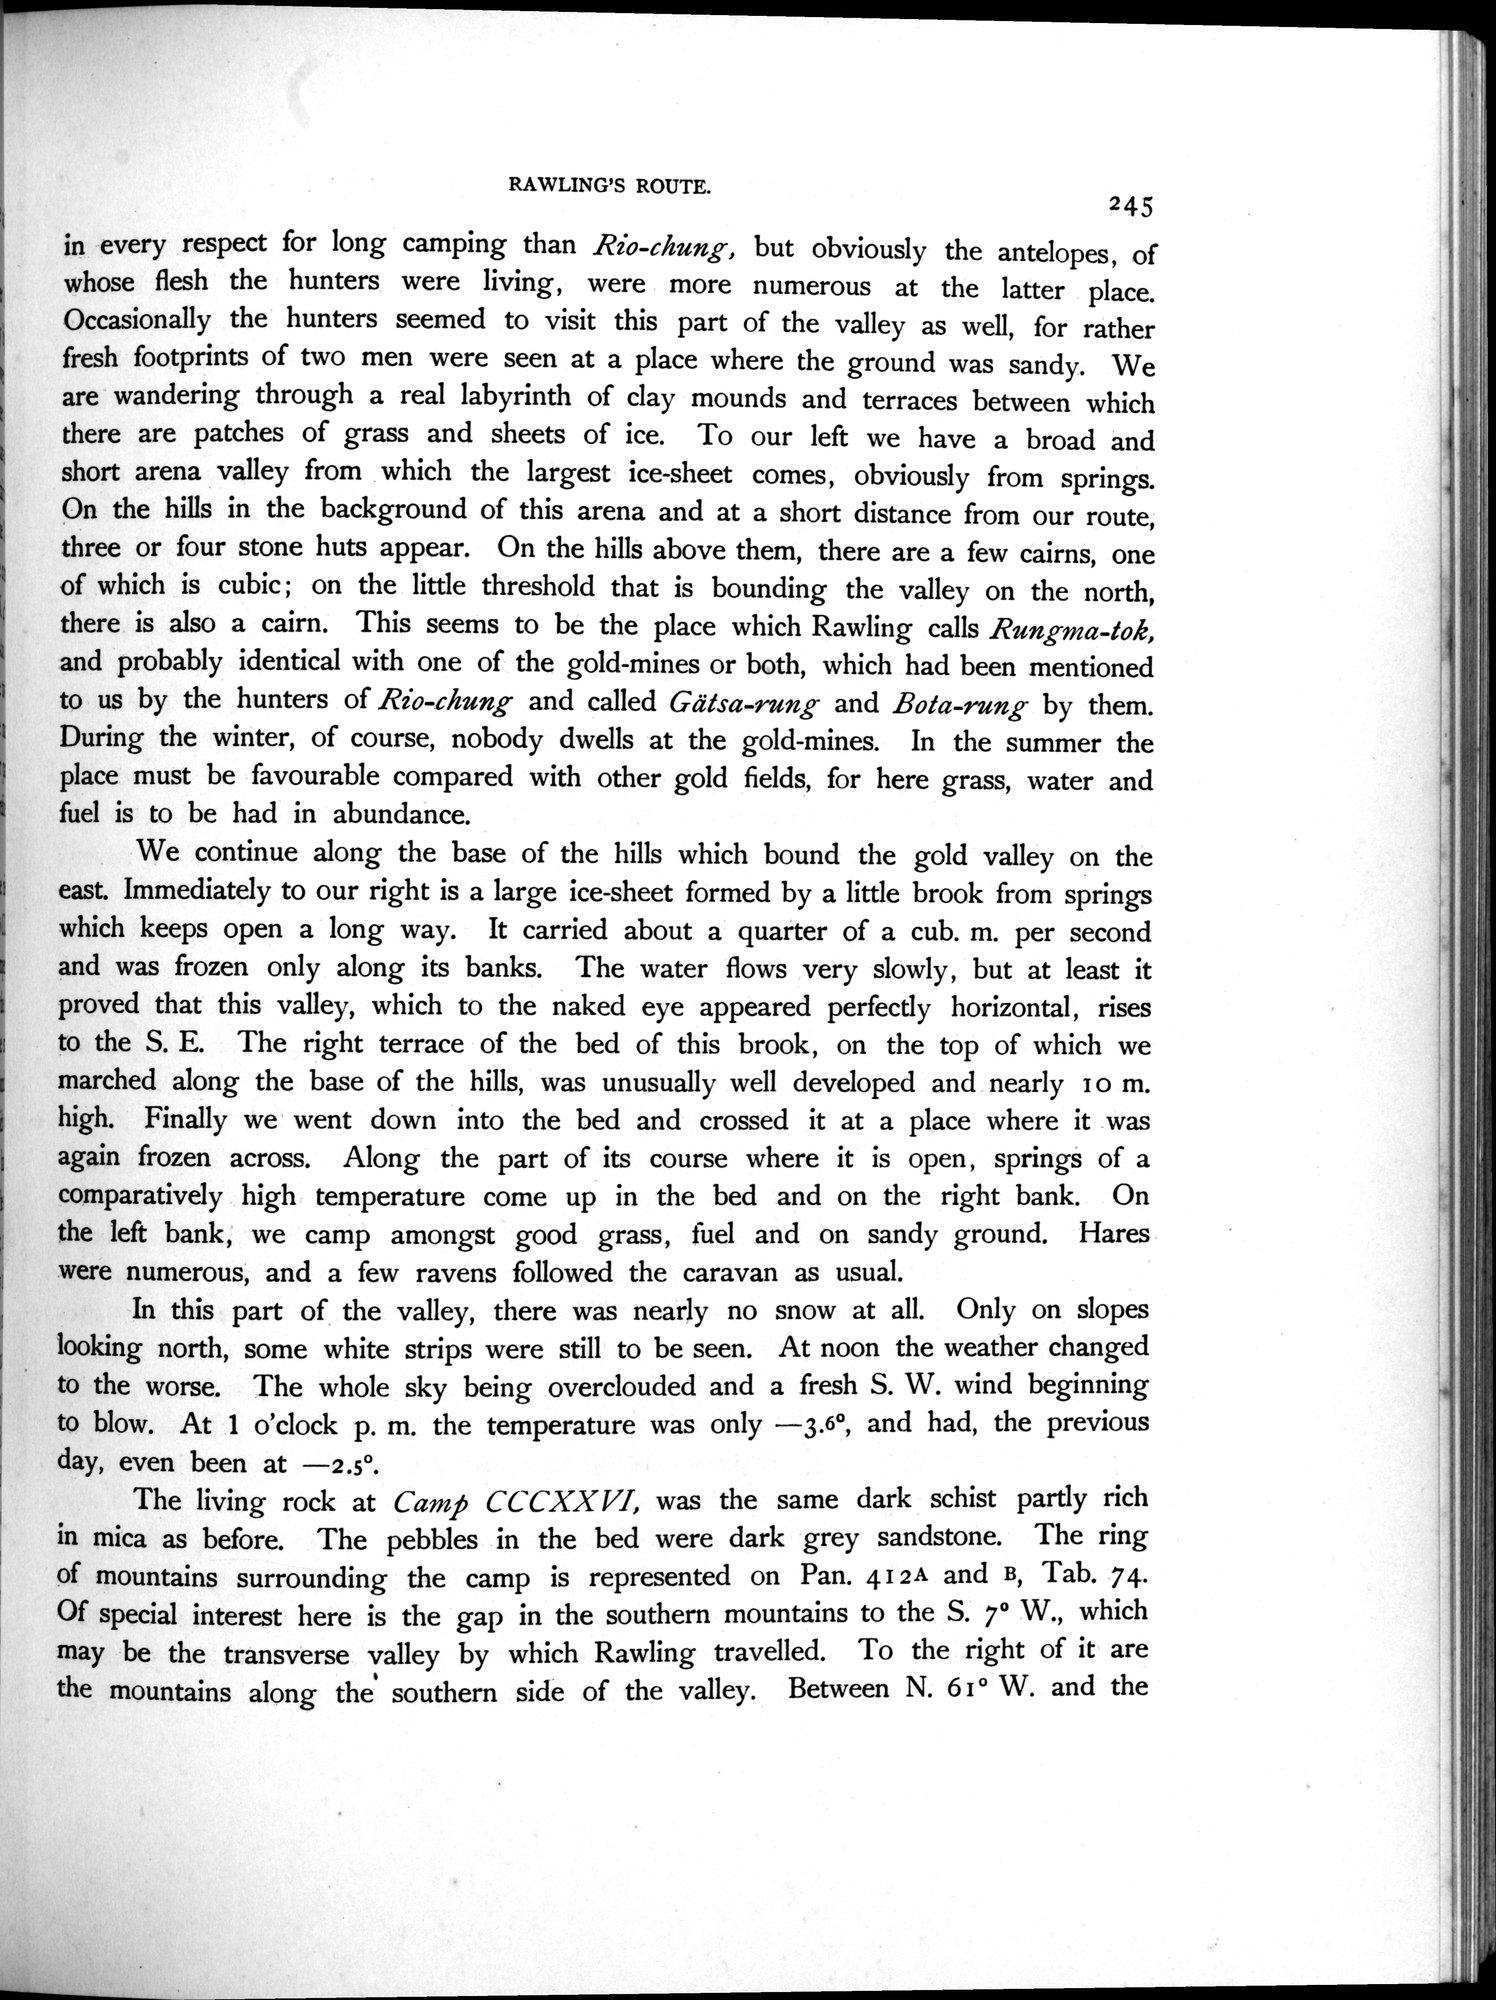 RAWLING'S ROUTE.
245
in every respect for long camping than Rio-chung, but obviously the antelopes, of
whose flesh the hunters were living, were more numerous at the latter place.
Occasionally the hunters seemed to visit this part of the valley as well, for rather
fresh footprints of two men were seen at a place where the ground was sandy. We
are wandering through a real labyrinth of clay mounds and terraces between which
there are patches of grass and sheets of ice. To our left we have a broad and
short arena valley from which the largest ice-sheet comes, obviously from springs.
On the hills in the background of this arena and at a short distance from our route,
three or four stone huts appear. On the hills above them, there are a few cairns, one
of which is cubic; on the little threshold that is bounding the valley on the north,
there is also a cairn. This seems to be the place which Rawling calls Rungma-tok,
and probably identical with one of the gold-mines or both, which had been mentioned
to us by the hunters of Rio-chung and called Gätsa-rung and Bota-rung by them.
During the winter, of course, nobody dwells at the gold-mines. In the summer the
place must be favourable compared with other gold fields, for here grass, water and
fuel is to be had in abundance.
We continue along the base of the hills which bound the gold valley on the
east. Immediately to our right is a large ice-sheet formed by a little brook from springs
which keeps open a long way. It carried about a quarter of a cub. m. per second
and was frozen only along its banks. The water flows very slowly, but at least it
proved that this valley, which to the naked eye appeared perfectly horizontal, rises
to the S. E. The right terrace of the bed of this brook, on the top of which we
marched along the base of the hills, was unusually well developed and nearly 10 m.
high. Finally we went down into the bed and crossed it at a place where it was
again frozen across. Along the part of its course where it is open, springs of a
comparatively high temperature come up in the bed and on the right bank. On
the left bank, we camp amongst good grass, fuel and on sandy ground. Hares
were numerous, and a few ravens followed the caravan as usual.
In this part of the valley, there was nearly no snow at all. Only on slopes
looking north, some white strips were still to be seen. At noon the weather changed
to the worse. The whole sky being overclouded and a fresh S. W. wind beginning
to blow. At 1 o'clock p. m. the temperature was only —3.6°, and had, the previous
day, even been at —2.5°.
The living rock at Camp CCCXXVI, was the same dark schist partly rich
in mica as before. The pebbles in the bed were dark grey sandstone. The ring
of mountains surrounding the camp is represented on Pan. 412A and B, Tab. 74.
Of special interest here is the gap in the southern mountains to the S. 7° W., which
may be the transverse valley by which Rawling travelled. To the right of it are
the mountains along the southern side of the valley. Between N. 61° W. and the